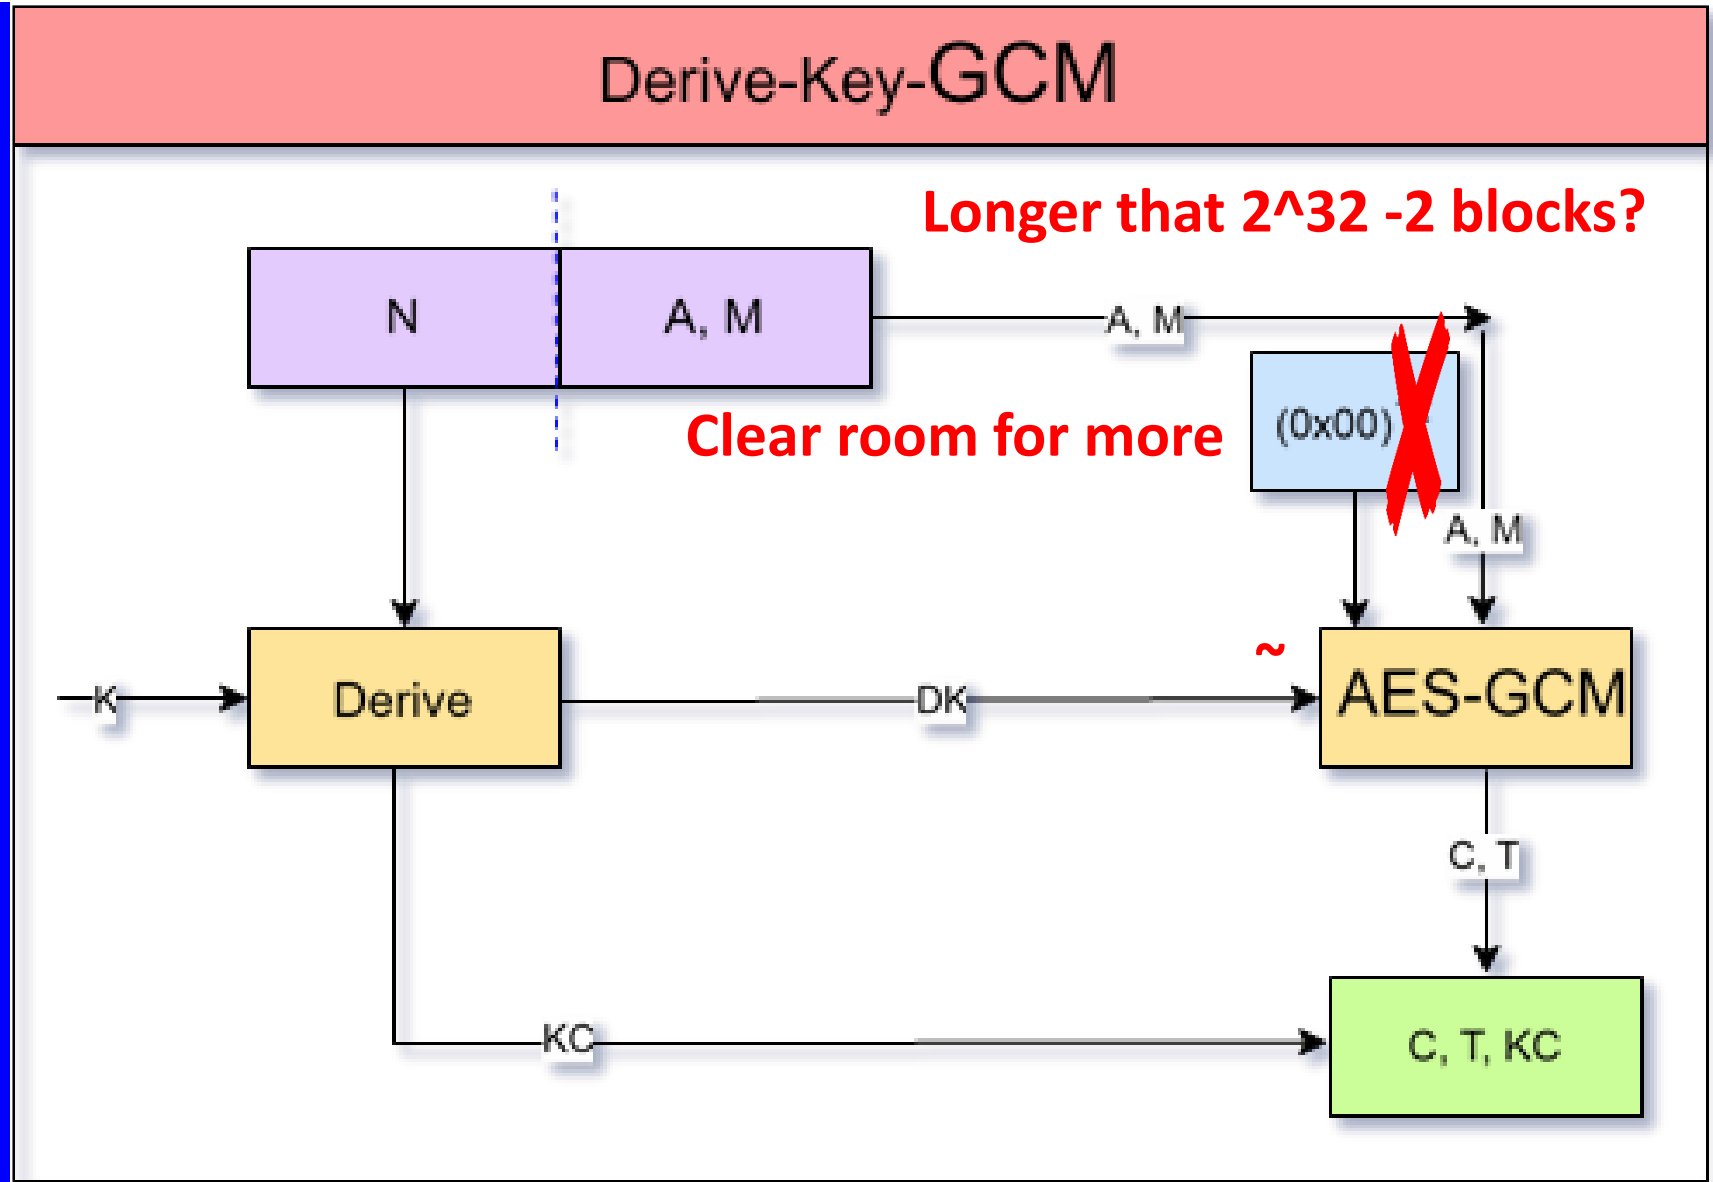 Derive-Key-GCM
Longer that 2^32 -2 blocks?
N
A, M
A, M
(0x00)
Clear room for more
A, M
~
K
Derive
DK
AES-GCM
C, T
KC
C, T, KC